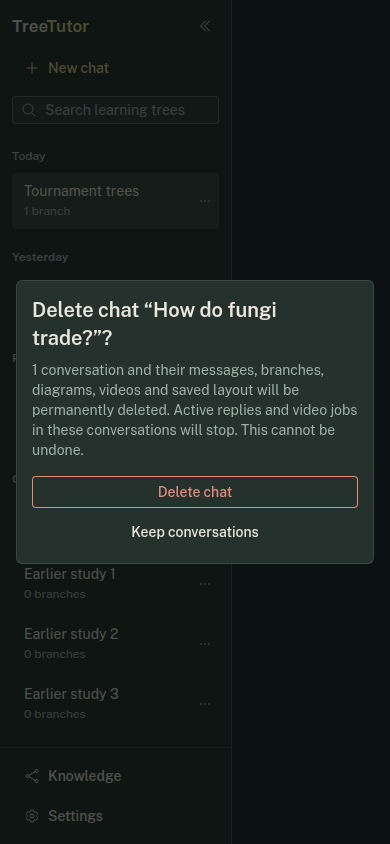 TreeTutor
New chat
Search learning trees
Today
Tournament trees
1 branch
Yesterday
Delete chat “How do fungi
trade?”?
1 conversation and their messages, branches,
diagrams, videos and saved layout will be
permanently deleted. Active replies and video jobs
in these conversations will stop. This cannot be
undone.
Delete chat
Keep conversations
Earlier study 1
0 branches
Earlier study 2
0 branches
Earlier study 3
0 branches
Knowledge
Settings